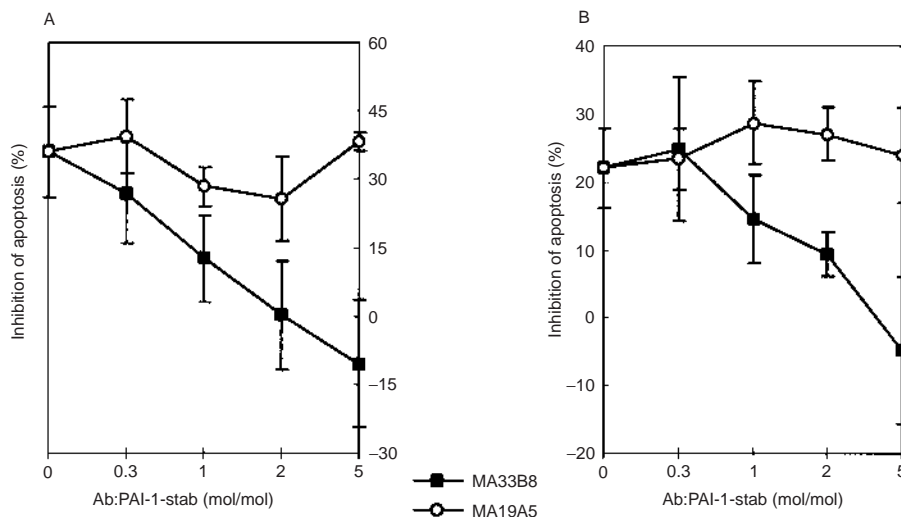 A
60
45
30
15
0
–15
–30
Inhibition of apoptosis (%)
0 0.3 1 2 5
Ab:PAI-1-stab (mol/mol)
B
40
30
20
10
0
–10
–20
Inhibition of apoptosis (%)
0 0.3 1 2 5
Ab:PAI-1-stab (mol/mol)
MA33B8
MA19A5